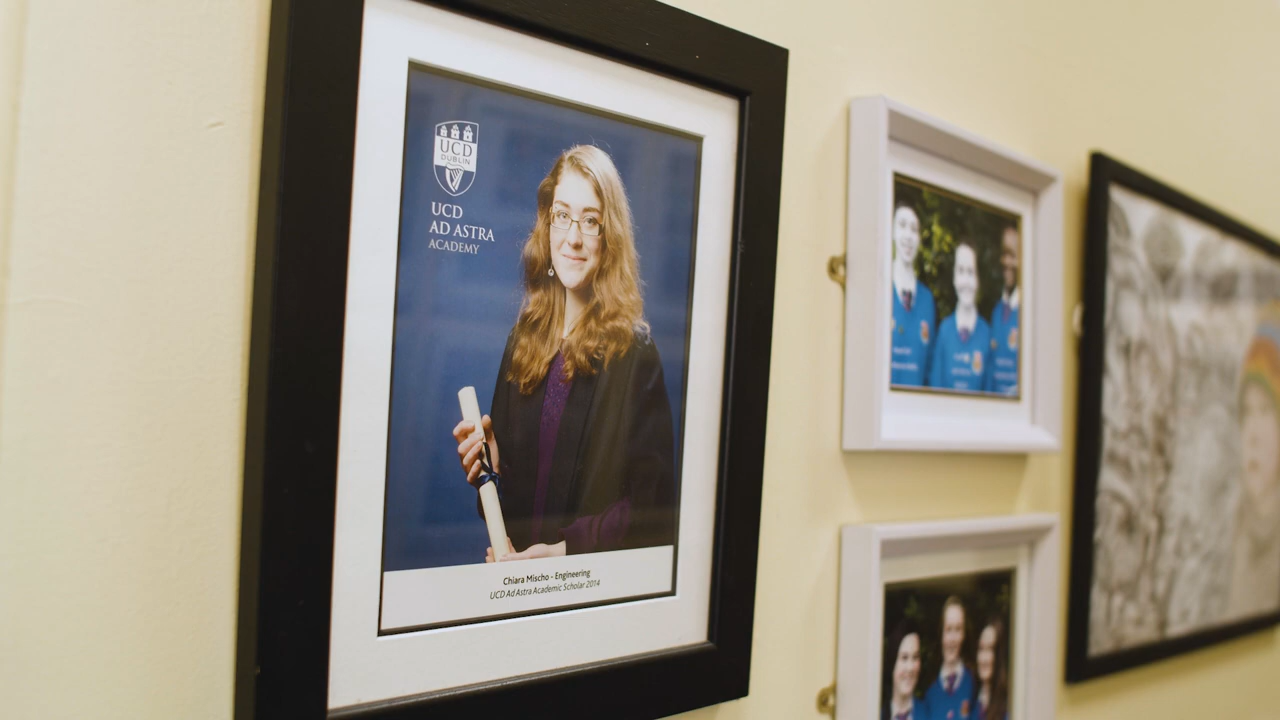 UCD
DUBLIN
UCD
AD ASTRA
ACADEMY
Chiara Mischo - Engineering
UCD Ad Astra Academic Scholar 2014